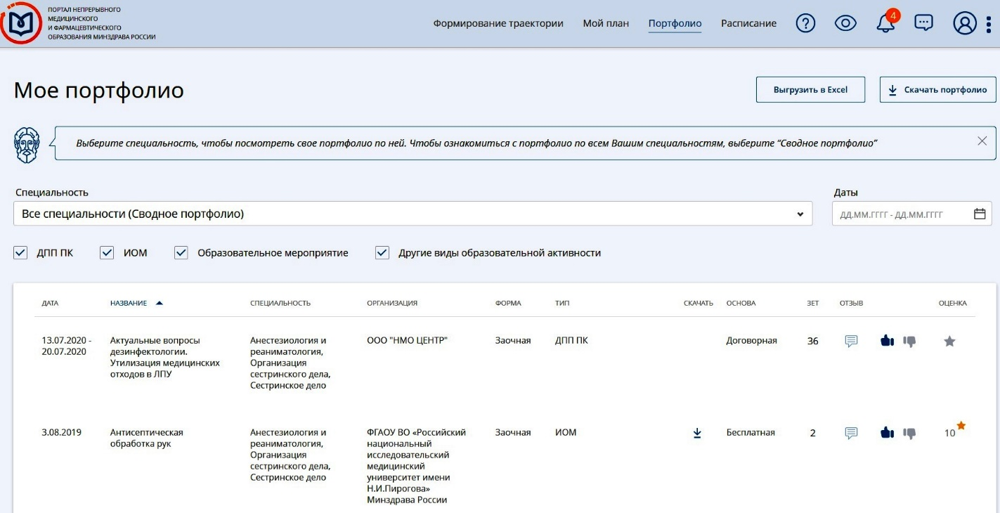 ПОРТАЛ НЕПРЕРЫВНОГО
МЕДИЦИНСКОГО
И ФАРМАЦЕВТИЧЕСКОГО
ОБРАЗОВАНИЯ МИНЗДРАВА РОССИИ
Формирование траектории Мой план Портфолио Расписание ? 4
Мое портфолио
Выгрузить в Excel Скачать портфолио
Выберите специальность, чтобы посмотреть свое портфолио по ней. Чтобы ознакомиться с портфолио по всем Вашим специальностям, выберите “Сводное портфолио”
Специальность Даты
Все специальности (Сводное портфолио) ДД.ММ.ГГГГ - ДД.ММ.ГГГГ
ДПП ПК ИОМ Образовательное мероприятие Другие виды образовательной активности
ДАТА НАЗВАНИЕ СПЕЦИАЛЬНОСТЬ ОРГАНИЗАЦИЯ ФОРМА ТИП СКАЧАТЬ ОСНОВА ЗЕТ ОТЗЫВ ОЦЕНКА
13.07.2020 - Актуальные вопросы Анестезиология и ООО "НМО ЦЕНТР" Заочная ДПП ПК Договорная 36
20.07.2020 дезинфектологии. реаниматология,
Утилизация медицинских Организация
отходов в ЛПУ сестринского дела,
Сестринское дело
3.08.2019 Антисептическая Анестезиология и ФГАОУ ВО «Российский Заочная ИОМ Бесплатная 2 10
обработка рук реаниматология, национальный
Организация исследовательский
сестринского дела, медицинский
Сестринское дело университет имени
Н.И.Пирогова»
Минздрава России